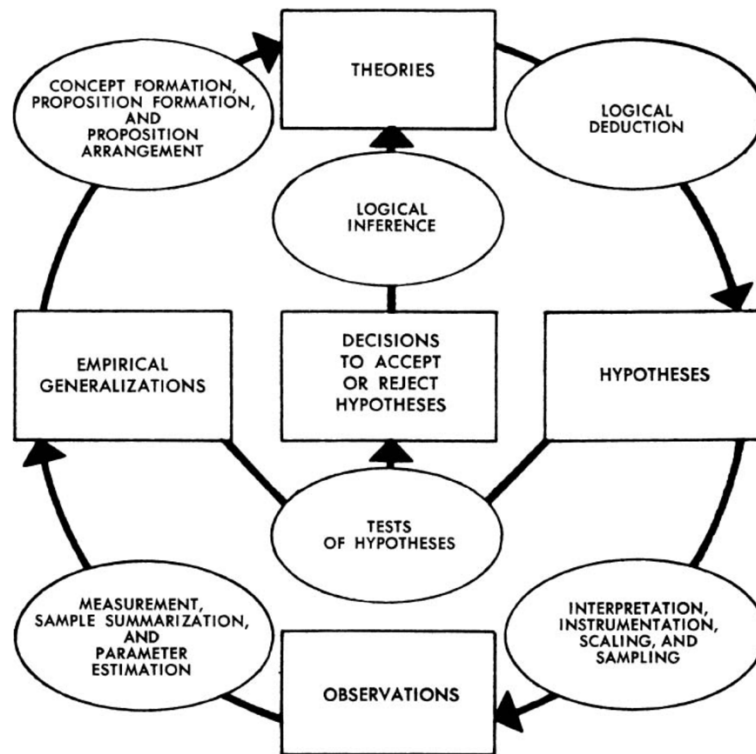 THEORIES
CONCEPT FORMATION,
PROPOSITION FORMATION,
AND
PROPOSITION
ARRANGEMENT
LOGICAL
DEDUCTION
LOGICAL
INFERENCE
EMPIRICAL
GENERALIZATIONS
DECISIONS
TO ACCEPT
OR REJECT
HYPOTHESES
HYPOTHESES
TESTS
OF HYPOTHESES
MEASUREMENT,
SAMPLE SUMMARIZATION,
AND
PARAMETER
ESTIMATION
INTERPRETATION,
INSTRUMENTATION,
SCALING, AND
SAMPLING
OBSERVATIONS